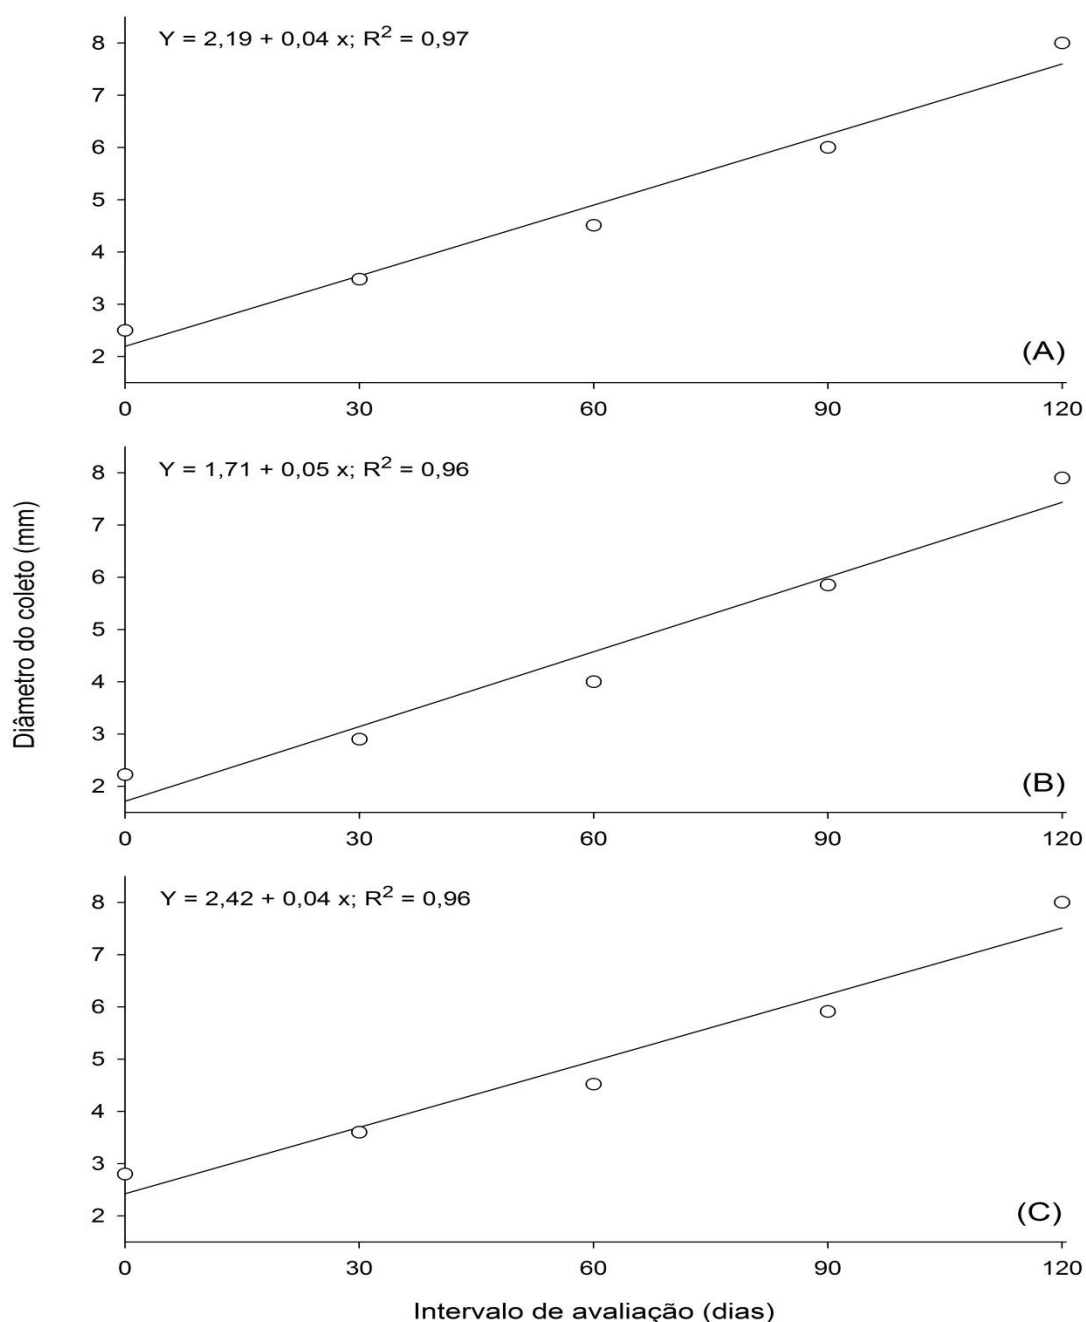 Y = 2,19 + 0,04 x; R² = 0,97
8
7
6
5
4
3
2
(A)
0 30 60 90 120
Y = 1,71 + 0,05 x; R² = 0,96
8
7
6
5
4
3
2
(B)
0 30 60 90 120
Diâmetro do coleto (mm)
Y = 2,42 + 0,04 x; R² = 0,96
8
7
6
5
4
3
2
(C)
0 30 60 90 120
Intervalo de avaliação (dias)